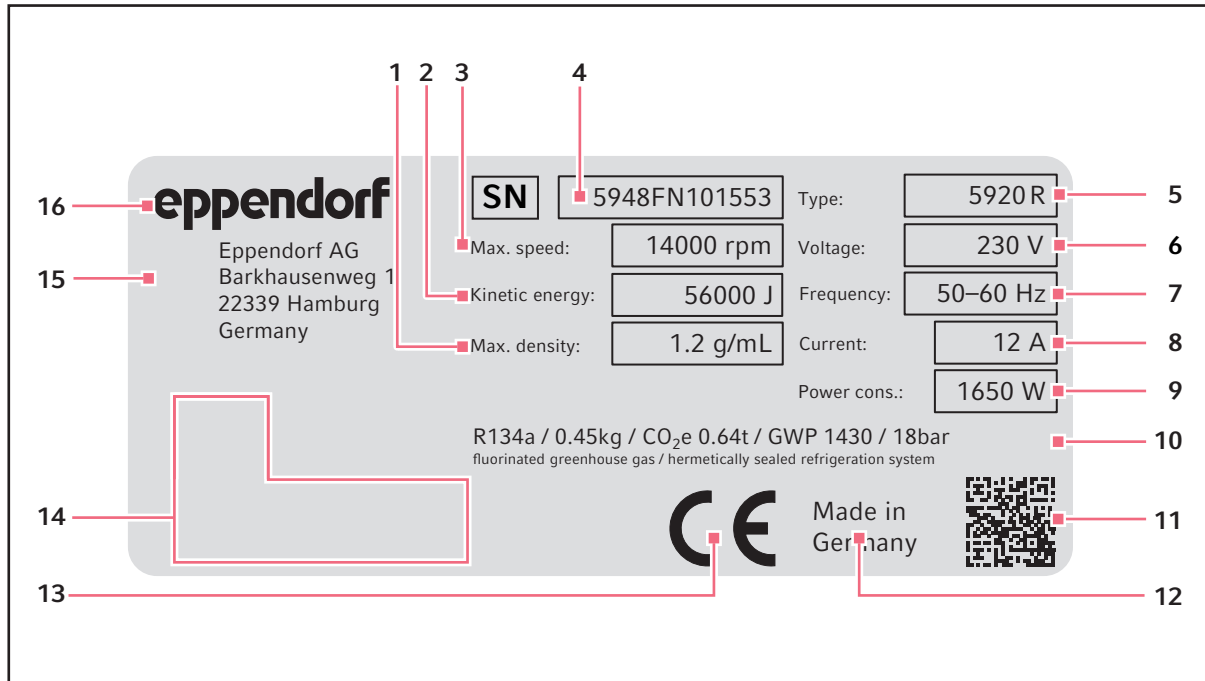 1 2 3 4
16 eppendorf SN 5948FN101553 Type: 5920 R 5
Eppendorf AG Max. speed: 14000 rpm Voltage: 230 V 6
15 Barkhausenweg 1
22339 Hamburg Kinetic energy: 56000 J Frequency: 50–60 Hz 7
Germany
Max. density: 1.2 g/mL Current: 12 A 8
Power cons.: 1650 W 9
R134a / 0.45kg / CO₂e 0.64t / GWP 1430 / 18bar 10
fluorinated greenhouse gas / hermetically sealed refrigeration system
14 CE Made in 11
Germany
13 12